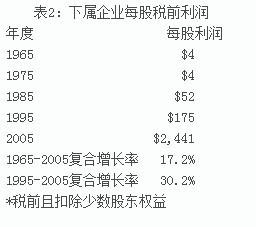 表2: 下属企业每股税前利润
年度 每股利润
1965 $4
1975 $4
1985 $52
1995 $175
2005 $2,441
1965-2005复合增长率 17.2%
1995-2005复合增长率 30.2%
*税前且扣除少数股东权益